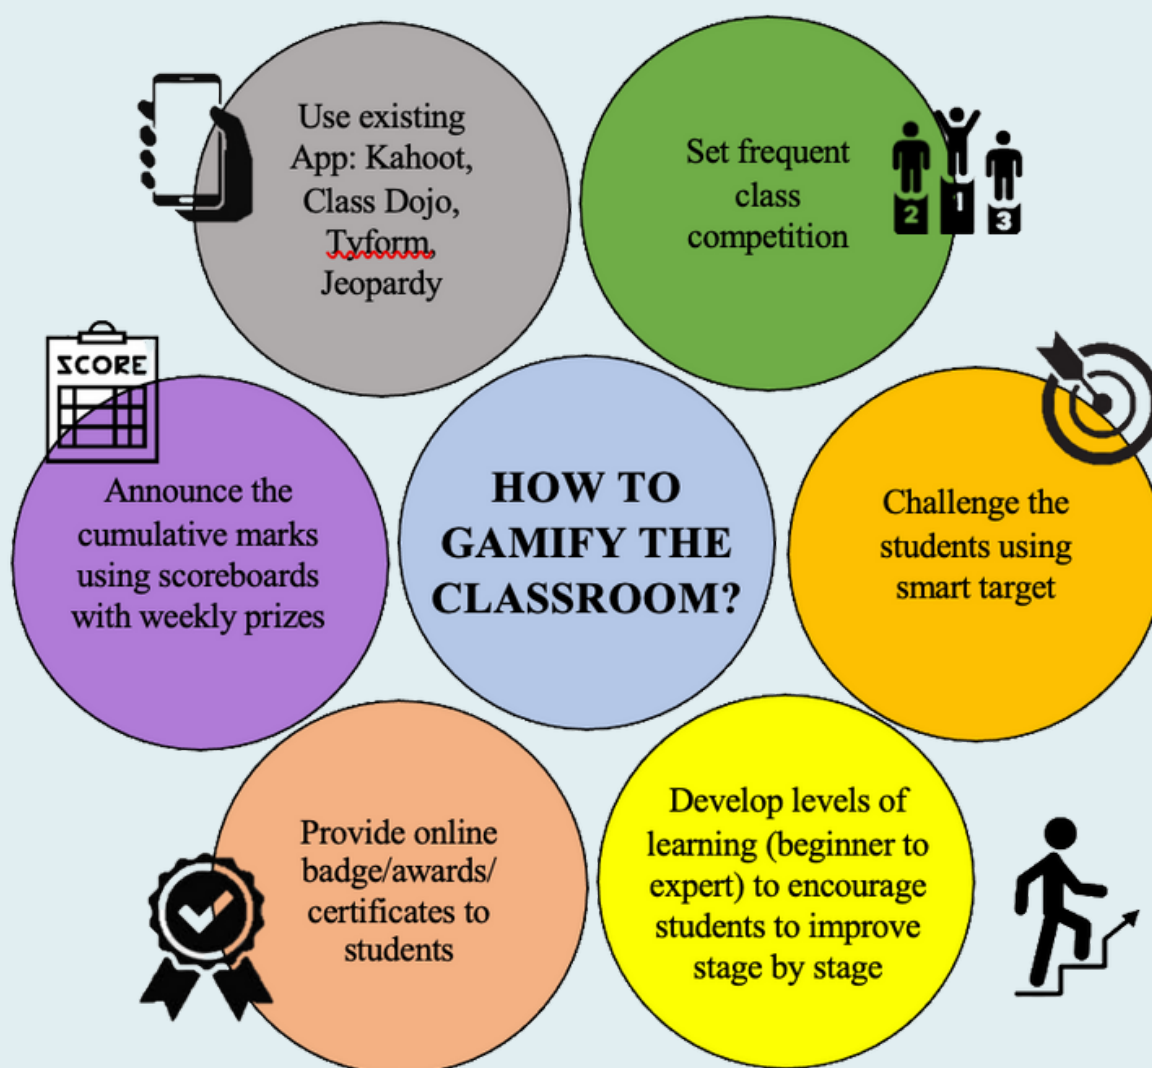 Use existing
App: Kahoot,
Class Dojo,
Tyform,
Jeopardy
Set frequent
class
competition
2
1
3
SCORE
Announce the
cumulative marks
using scoreboards
with weekly prizes
HOW TO
GAMIFY THE
CLASSROOM?
Challenge the
students using
smart target
Provide online
badge/awards/
certificates to
students
Develop levels of
learning (beginner to
expert) to encourage
students to improve
stage by stage